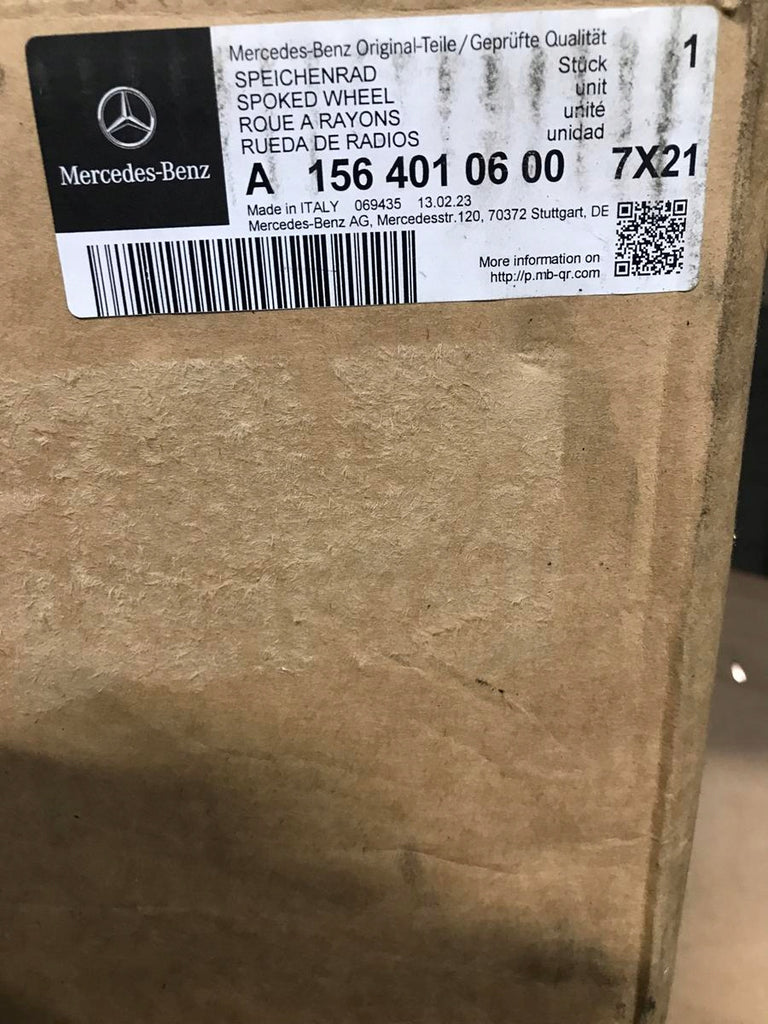 Mercedes-Benz
Mercedes-Benz Original-Teile/Geprüfte Qualität
SPEICHENRAD
SPOKED WHEEL
ROUE A RAYONS
RUEDA DE RADIOS
Stück
unit
unité
unidad
1
A 156 401 06 00 7X21
Made in ITALY 069435 13.02.23
Mercedes-Benz AG, Mercedesstr.120, 70372 Stuttgart, DE
More information on
http://p.mb-qr.com